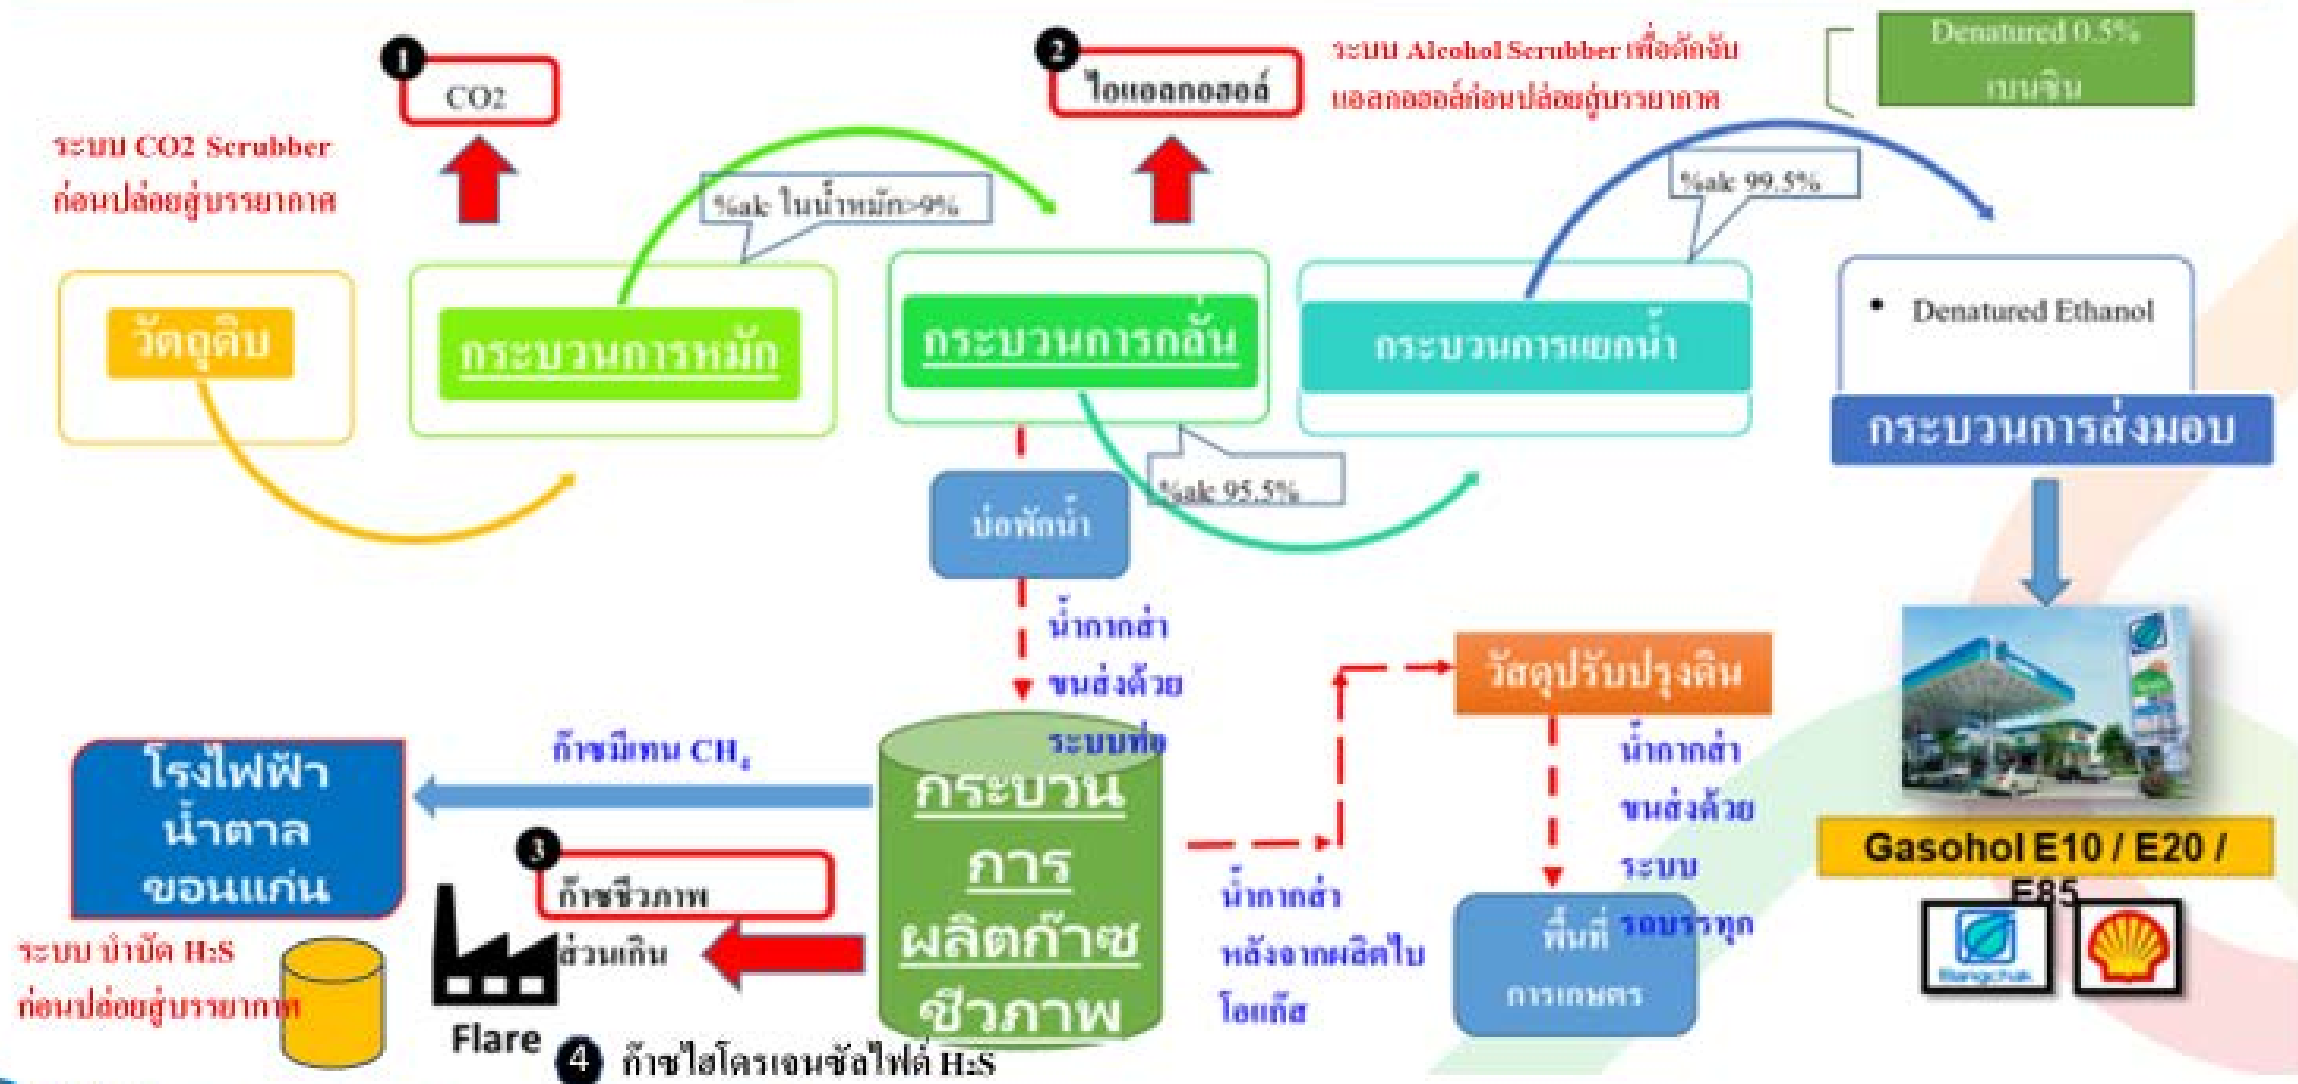 1
CO2
ระบบ CO2 Scrubber
ก่อนปล่อยสู่บรรยากาศ
2
ไอแอลกอฮอล์
ระบบ Alcohol Scrubber เพื่อดักจับ
แอลกอฮอล์ก่อนปล่อยสู่บรรยากาศ
Denatured 0.5%
เบนซิน
%alc ในน้ำหมัก>9%
%alc 99.5%
วัตถุดิบ
กระบวนการหมัก
กระบวนการกลั่น
กระบวนการแยกน้ำ
• Denatured Ethanol
กระบวนการส่งมอบ
%alc 95.5%
บ่อพักน้ำ
น้ำกากส่า
ขนส่งด้วย
ระบบท่อ
วัสดุปรับปรุงดิน
น้ำกากส่า
ขนส่งด้วย
ระบบ
รถบรรทุก
พื้นที่
การเกษตร
โรงไฟฟ้า
น้ำตาล
ขอนแก่น
ก๊าซมีเทน CH4
กระบวน
การ
ผลิตก๊าซ
ชีวภาพ
3
ก๊าซชีวภาพ
ส่วนเกิน
น้ำกากส่า
หลังจากผลิตไบ
โอแก๊ส
ระบบ บำบัด H2S
ก่อนปล่อยสู่บรรยากาศ
Flare
4 ก๊าซไฮโดรเจนซัลไฟด์ H2S
Gasohol E10 / E20 /
E85
Bangchak